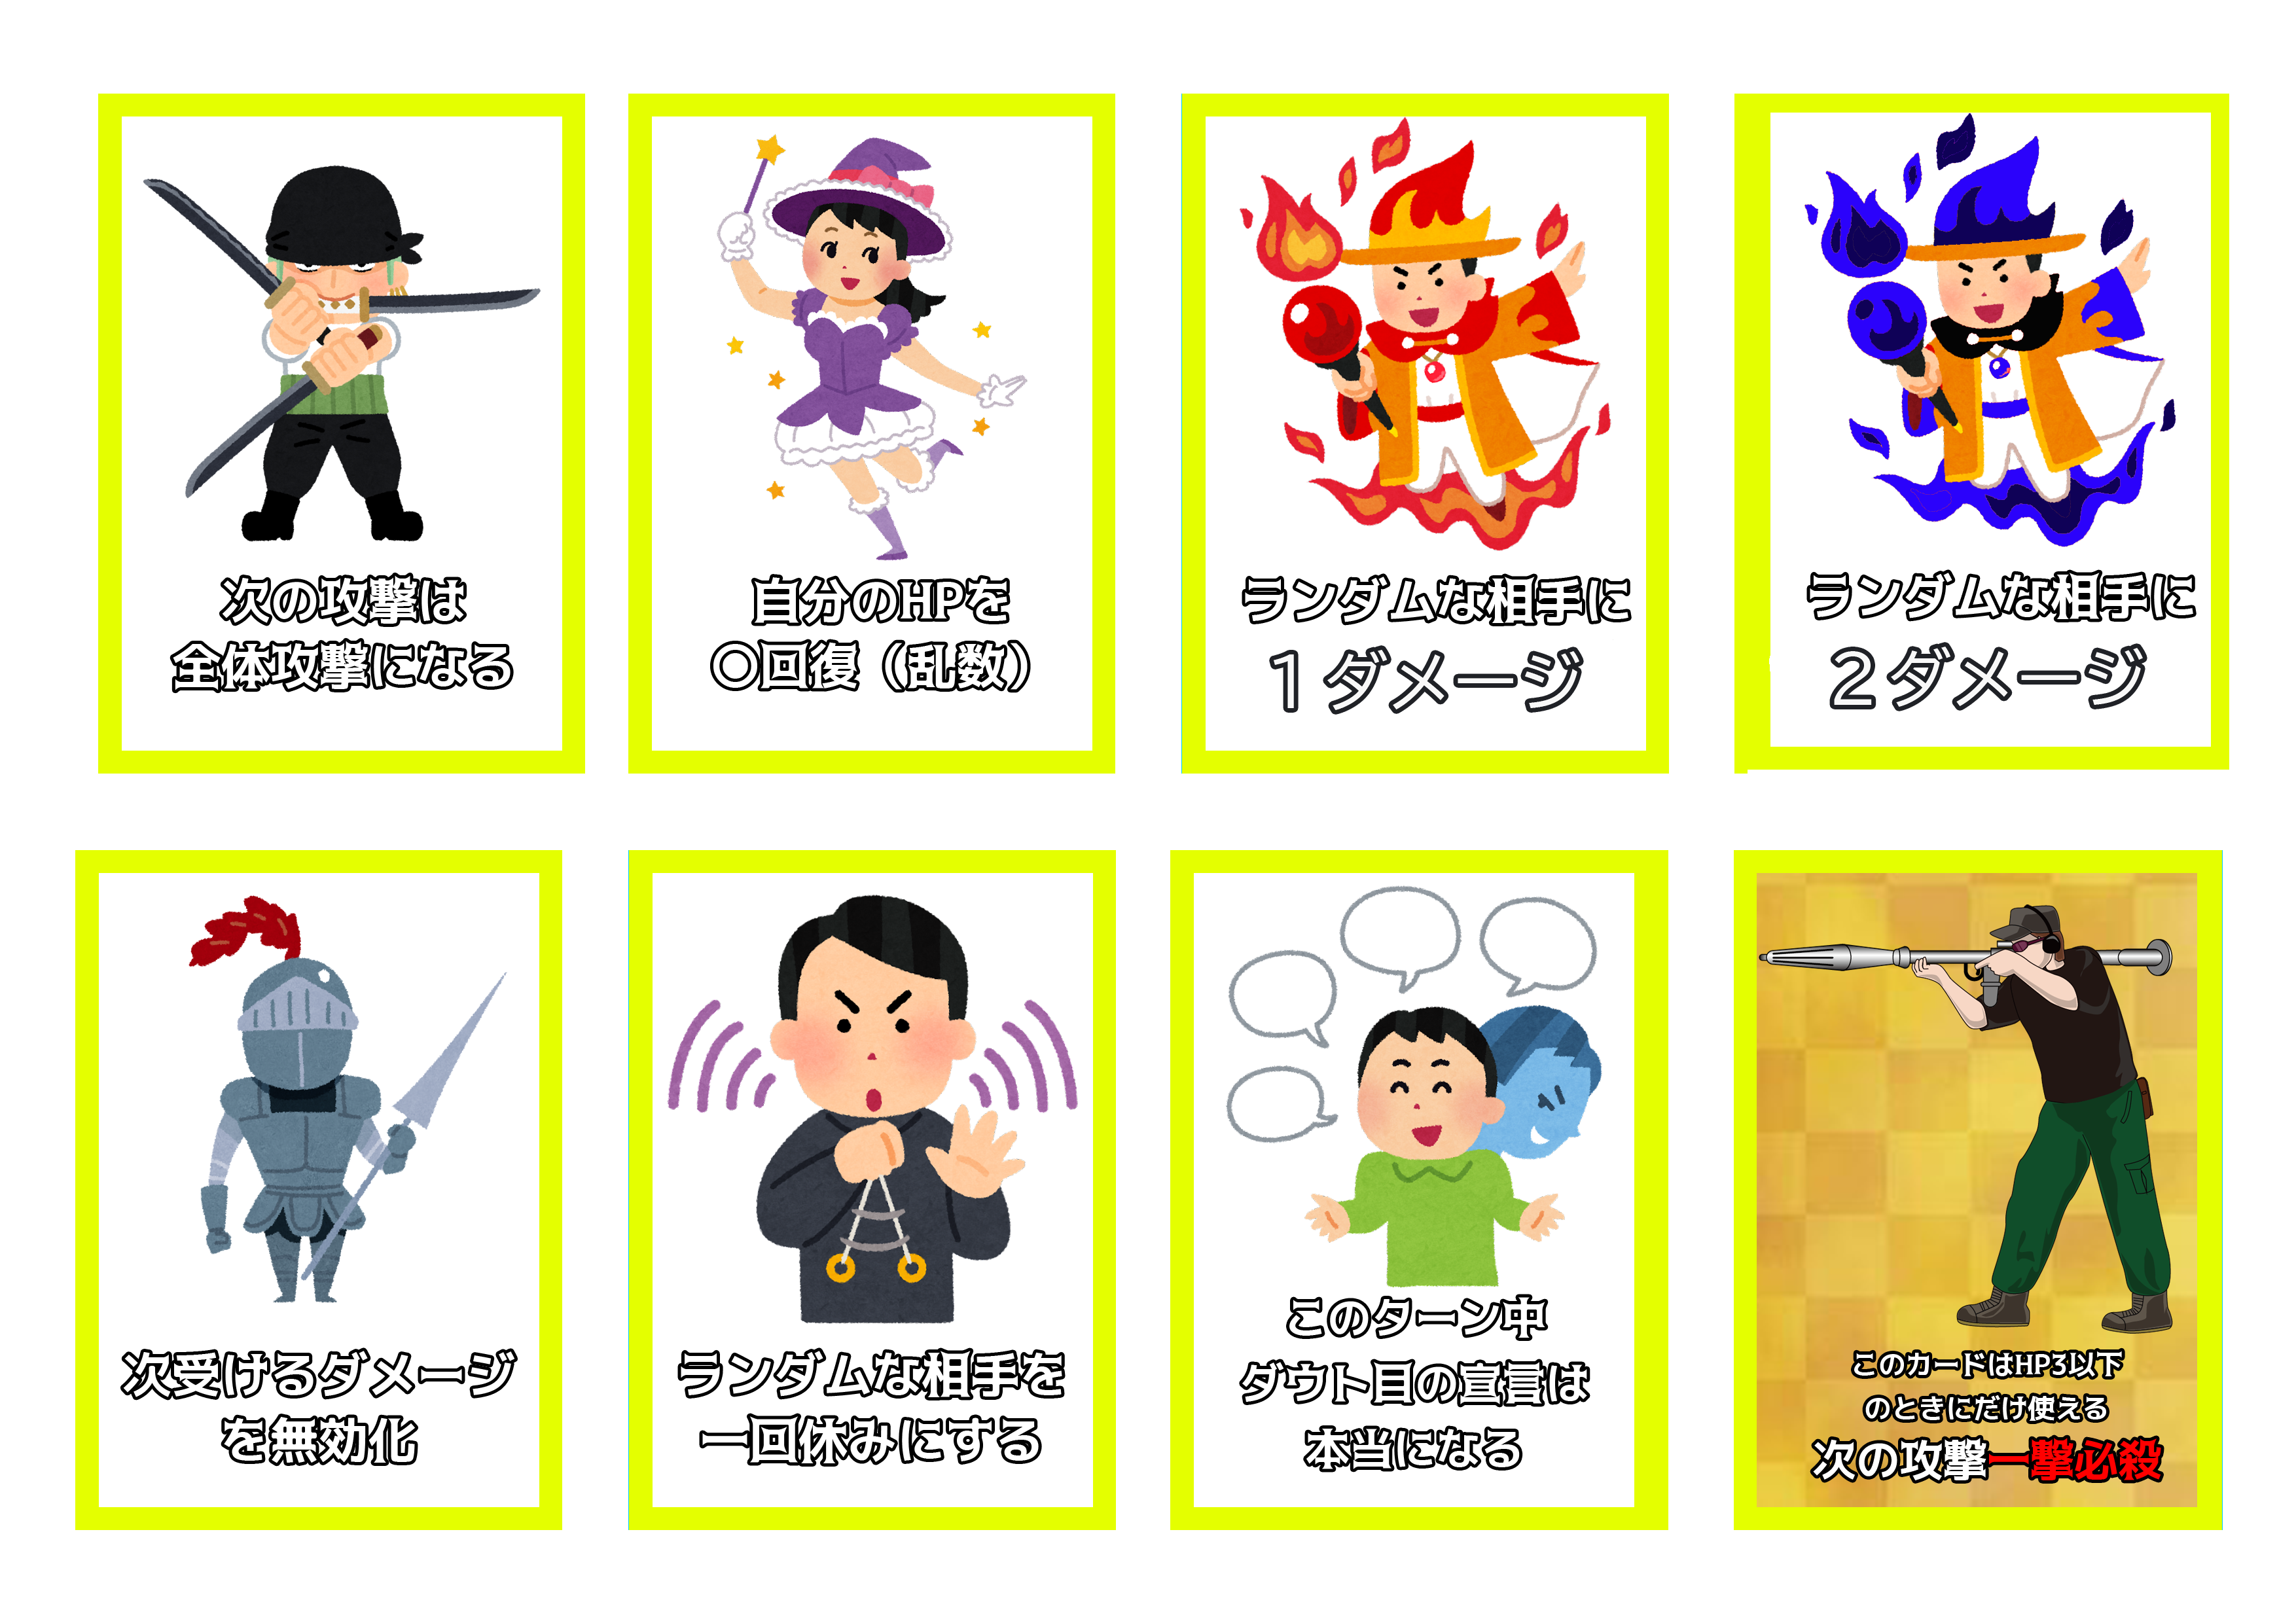 次の攻撃は
全体攻撃になる
自分のHPを
〇回復（乱数）
ランダムな相手に
１ダメージ
ランダムな相手に
２ダメージ
次受けるダメージ
を無効化
ランダムな相手を
一回休みにする
このターン中
ダウト目の宣言は
本当になる
このカードはHP3以下
のときにだけ使える
次の攻撃一撃必殺